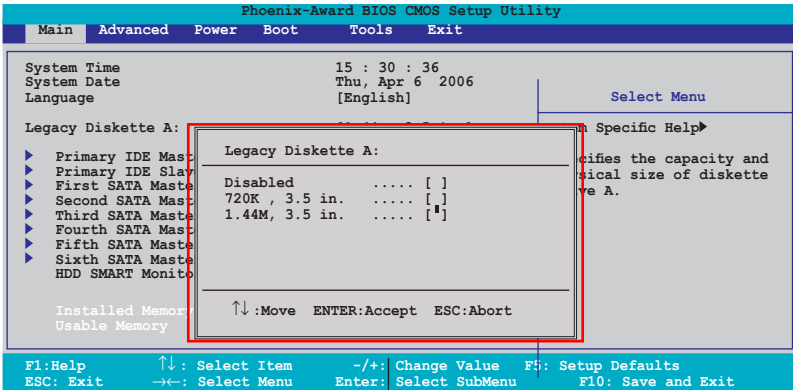 Phoenix-Award BIOS CMOS Setup Utility
Main Advanced Power Boot Tools Exit
System Time 15 : 30 : 36
System Date Thu, Apr 6 2006
Language [English]
Select Menu
Legacy Diskette A:
Specific Help
Primary IDE Mast
Primary IDE Slav
First SATA Maste
Second SATA Mast
Third SATA Maste
Fourth SATA Maste
Fifth SATA Maste
Sixth SATA Maste
HDD SMART Monito
Installed Memory
Usable Memory
Legacy Diskette A:
Disabled ..... [ ]
720K , 3.5 in. ..... [ ]
1.44M, 3.5 in. ..... [ ]
↑↓ :Move ENTER:Accept ESC:Abort
ecifies the capacity and
sical size of diskette
ve A.
F1:Help ↑↓ : Select Item -/+: Change Value F5: Setup Defaults
ESC: Exit →←: Select Menu Enter: Select SubMenu F10: Save and Exit